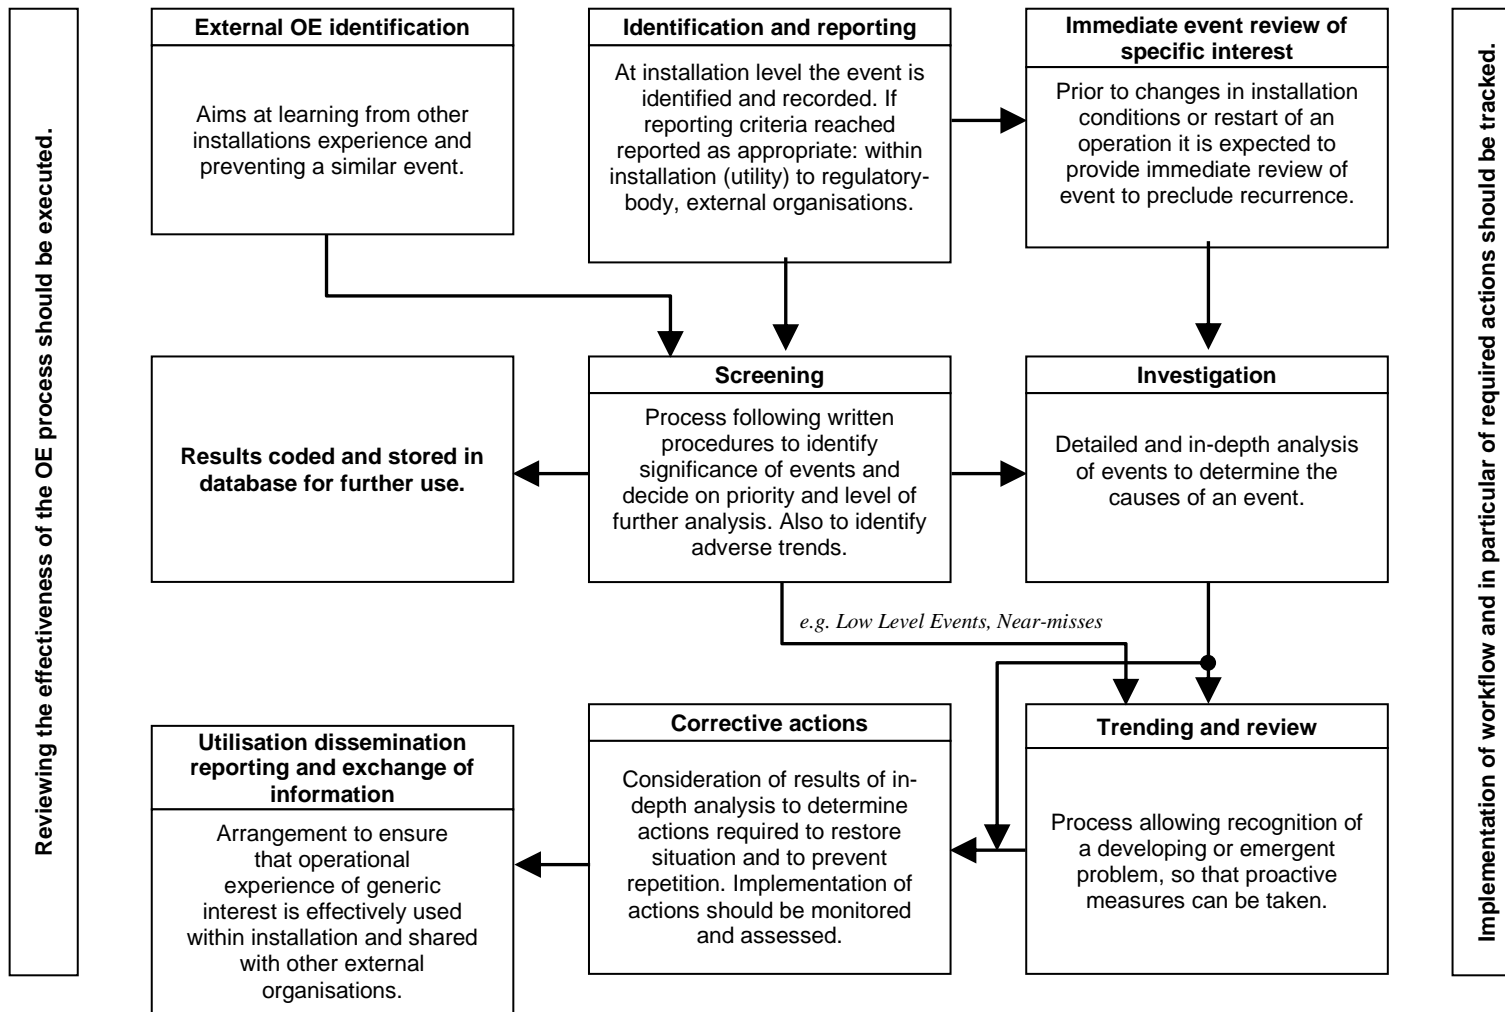 Reviewing the effectiveness of the OE process should be executed.
External OE identification
Aims at learning from other
installations experience and
preventing a similar event.
Identification and reporting
At installation level the event is
identified and recorded. If
reporting criteria reached
reported as appropriate: within
installation (utility) to regulatory-
body, external organisations.
Immediate event review of
specific interest
Prior to changes in installation
conditions or restart of an
operation it is expected to
provide immediate review of
event to preclude recurrence.
Results coded and stored in
database for further use.
Screening
Process following written
procedures to identify
significance of events and
decide on priority and level of
further analysis. Also to identify
adverse trends.
Investigation
Detailed and in-depth analysis
of events to determine the
causes of an event.
e.g. Low Level Events, Near-misses
Utilisation dissemination
reporting and exchange of
information
Arrangement to ensure
that operational
experience of generic
interest is effectively used
within installation and shared
with other external
organisations.
Corrective actions
Consideration of results of in-
depth analysis to determine
actions required to restore
situation and to prevent
repetition. Implementation of
actions should be monitored
and assessed.
Trending and review
Process allowing recognition of
a developing or emergent
problem, so that proactive
measures can be taken.
Implementation of workflow and in particular of required actions should be tracked.